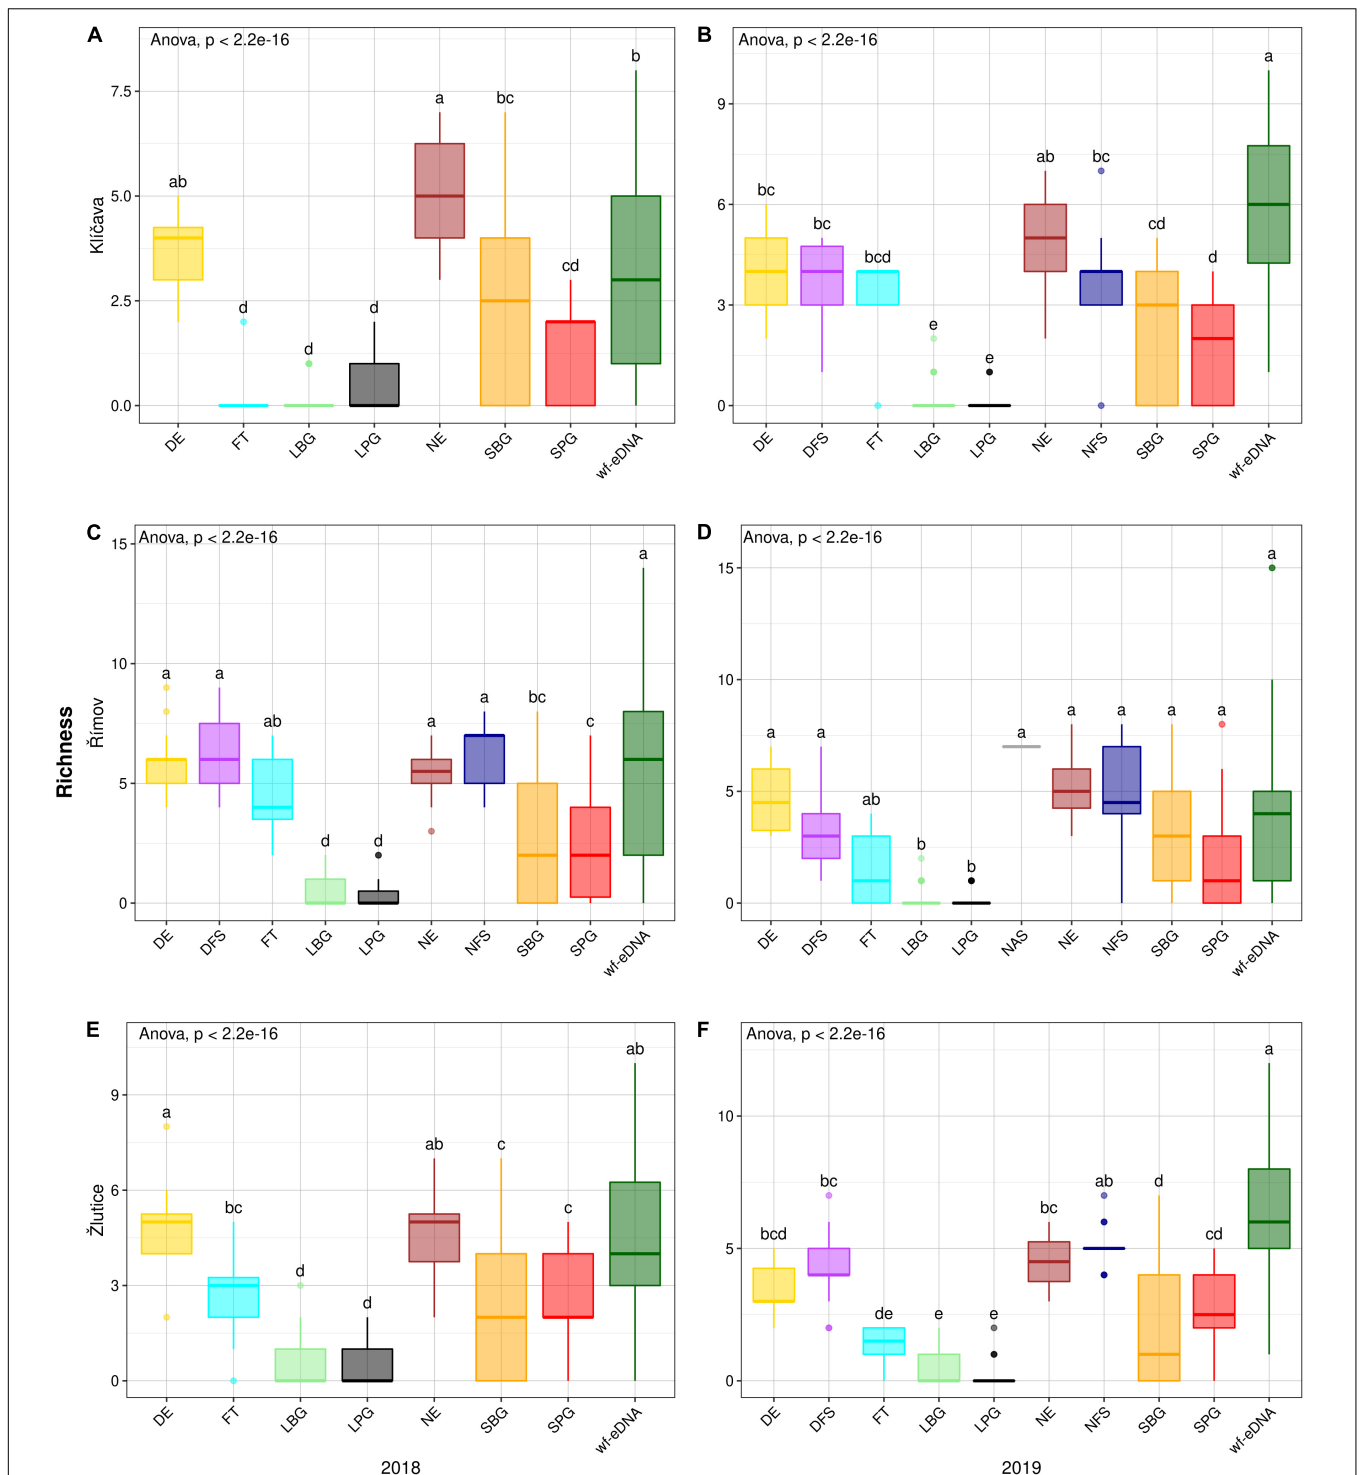 A
Anova, p < 2.2e-16
Klíčava
7.5
5.0
2.5
0.0
ab
d
d
d
a
bc
cd
b
DE
FT
LBG
LPG
NE
SBG
SPG
wf-eDNA
B
Anova, p < 2.2e-16
9
6
3
0
bc
bc
bcd
e
e
ab
bc
cd
d
a
DE
DFS
FT
LBG
LPG
NE
NFS
SBG
SPG
wf-eDNA
Richness
C
Anova, p < 2.2e-16
Římov
15
10
5
0
a
a
ab
d
d
a
a
bc
c
a
DE
DFS
FT
LBG
LPG
NE
NFS
SBG
SPG
wf-eDNA
D
Anova, p < 2.2e-16
15
10
5
0
a
a
ab
b
b
a
a
a
a
a
a
DE
DFS
FT
LBG
LPG
NAS
NE
NFS
SBG
SPG
wf-eDNA
E
Anova, p < 2.2e-16
Žlutice
9
6
3
0
a
bc
d
d
ab
c
c
ab
DE
FT
LBG
LPG
NE
SBG
SPG
wf-eDNA
2018
F
Anova, p < 2.2e-16
10
5
0
bcd
bc
de
e
e
bc
ab
d
cd
a
DE
DFS
FT
LBG
LPG
NE
NFS
SBG
SPG
wf-eDNA
2019